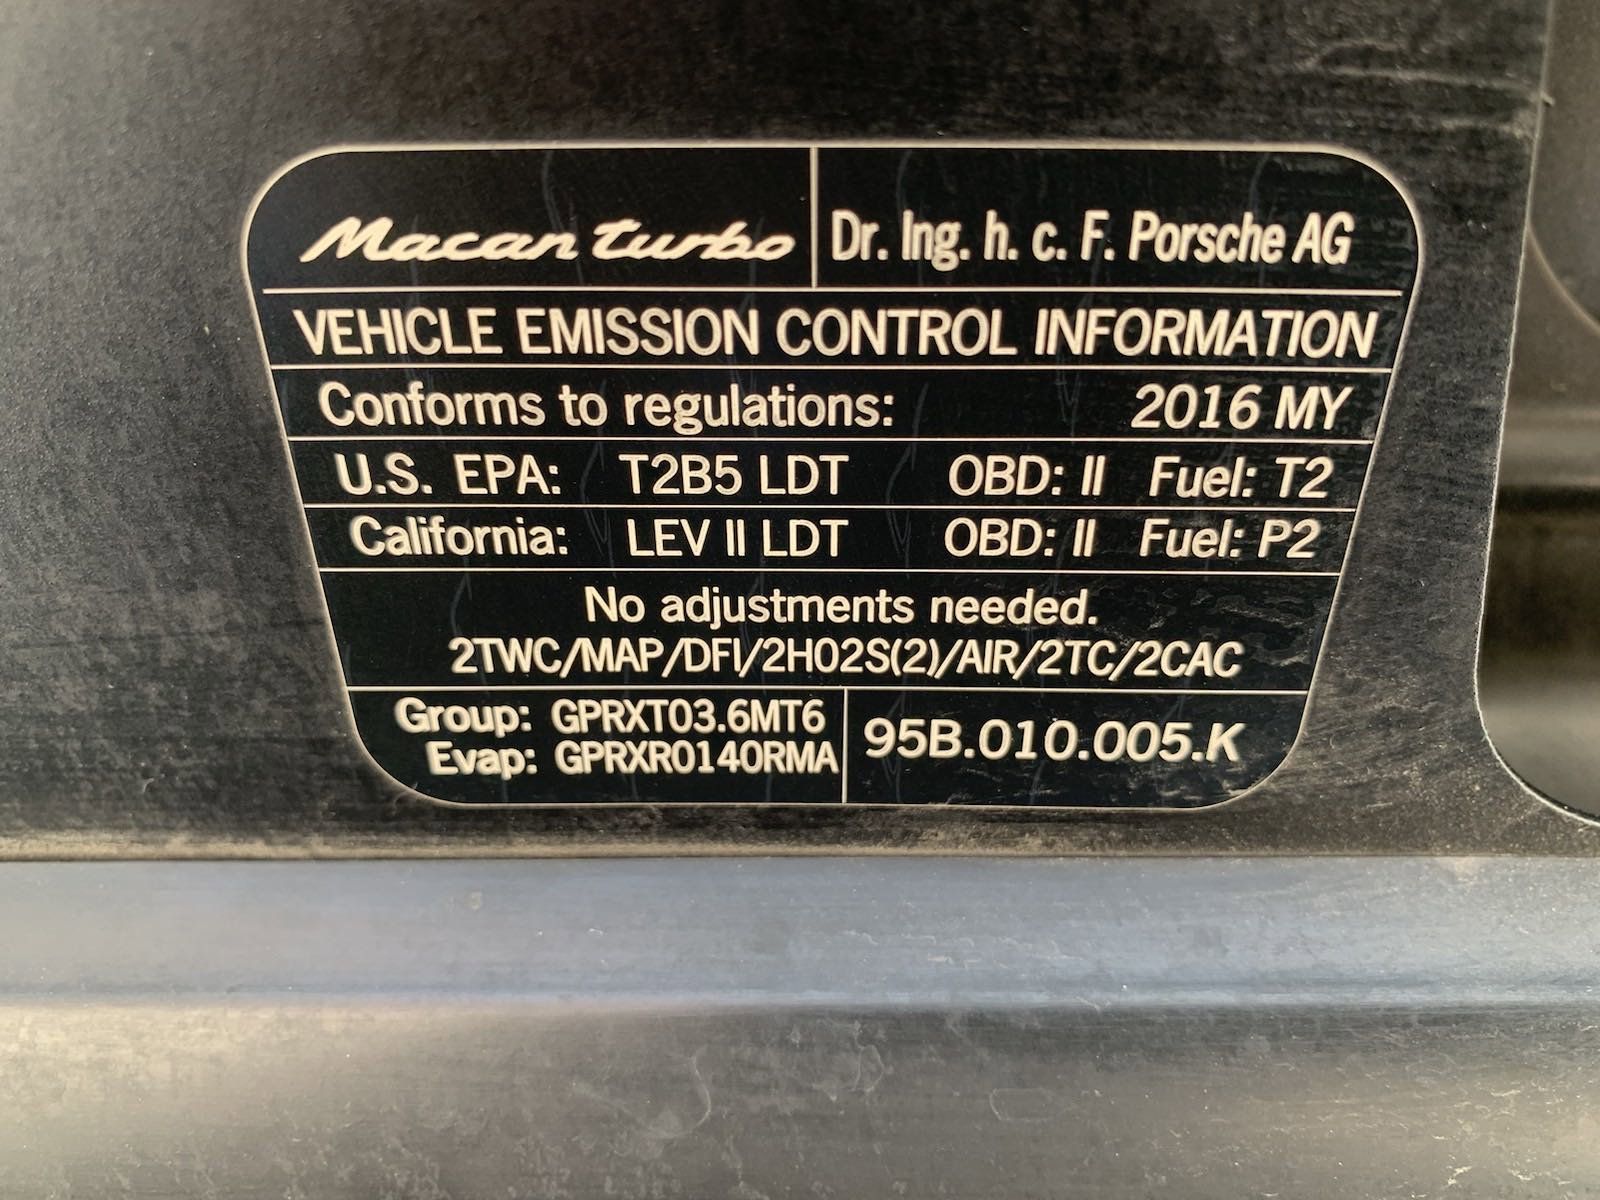 Macan turbo Dr. Ing. h. c. F. Porsche AG
VEHICLE EMISSION CONTROL INFORMATION
Conforms to regulations: 2016 MY
U.S. EPA: T2B5 LDT OBD: II Fuel: T2
California: LEV II LDT OBD: II Fuel: P2
No adjustments needed.
2TWC/MAP/DFI/2HO2S(2)/AIR/2TC/2CAC
Group: GPRXT03.6MT6
Evap: GPRXR0140RMA
95B.010.005.K